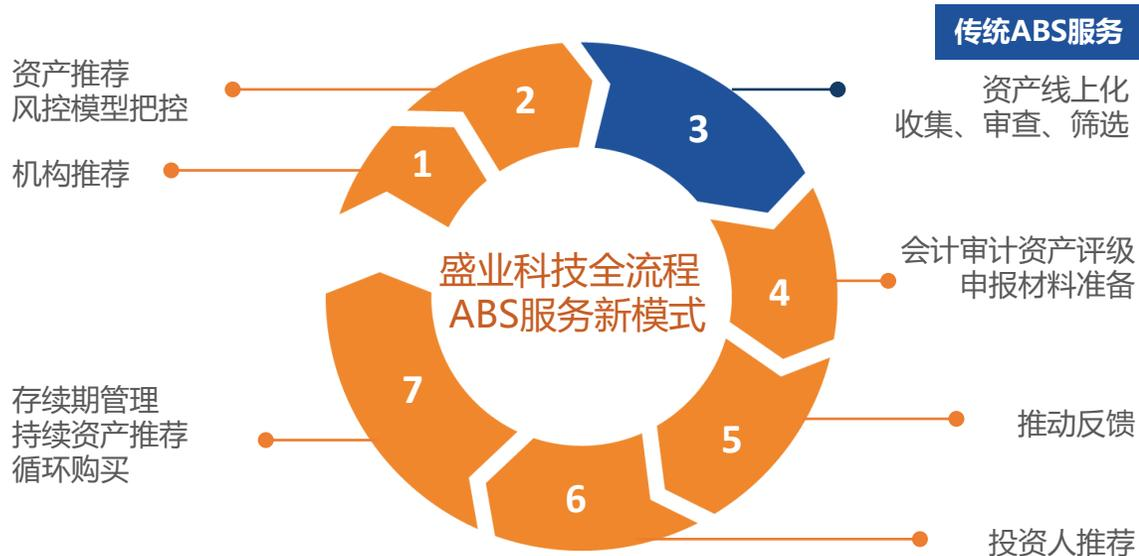 传统ABS服务
资产推荐
风控模型把控
2
3
资产线上化
收集、审查、筛选
机构推荐
1
盛业科技全流程
ABS服务新模式
4
会计审计资产评级
申报材料准备
存续期管理
持续资产推荐
循环购买
7
5
推动反馈
6
投资人推荐